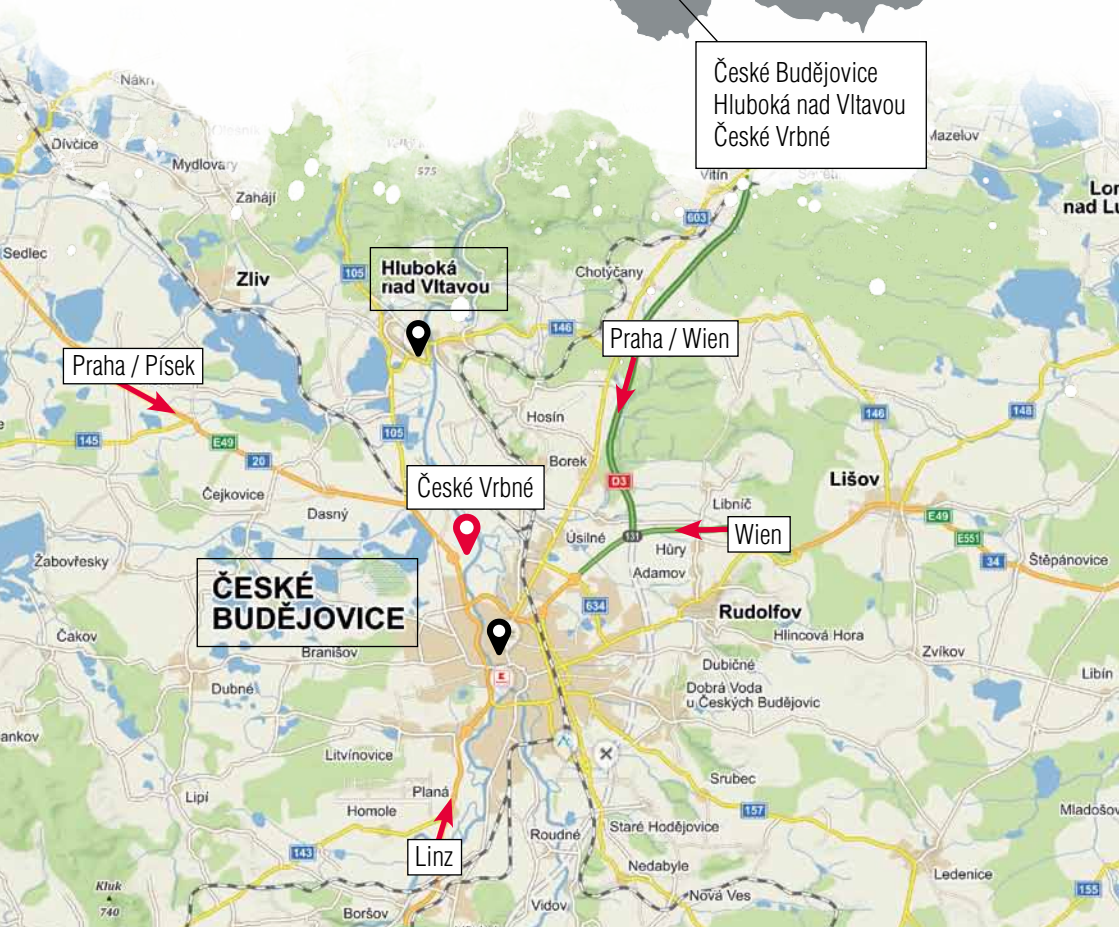 České Budějovice
Hluboká nad Vltavou
České Vrbné
Nákri
Dívčice
Mydlovary
Zahájí
575
Vitín
Mazelov
Lor
nad Lu
603
Sedlec
Zliv
105
Hluboká
nad Vltavou
Chotýčany
146
Praha / Wien
Praha / Písek
145
E49
20
105
Hosín
Borek
D3
146
148
Lišov
Čejkovice
Dasný
České Vrbné
Libníč
Úsilné
131
Wien
Hůry
Adamov
E49
E551
34
Štěpánovice
Žabovřesky
ČESKÉ
BUDĚJOVICE
634
Rudolfov
Hlincová Hora
Čakov
Branišov
Zvíkov
Dubné
Dubičné
Libín
Dobrá Voda
u Českých Budějovic
ankov
Litvínovice
Lipí
Planá
Homole
Srubec
157
Mladošov
Staré Hodějovice
Roudné
143
Linz
Nedabyle
Ledenice
155
Kluk
740
Nová Ves
Boršov
Vidov